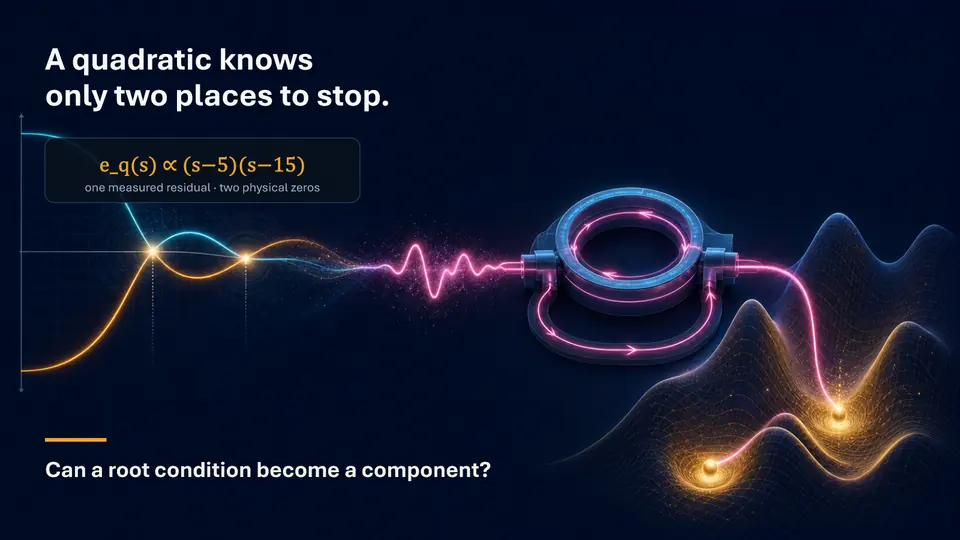 A quadratic knows
only two places to stop.
e_q(s) ∝ (s−5)(s−15)
one measured residual · two physical zeros
Can a root condition become a component?